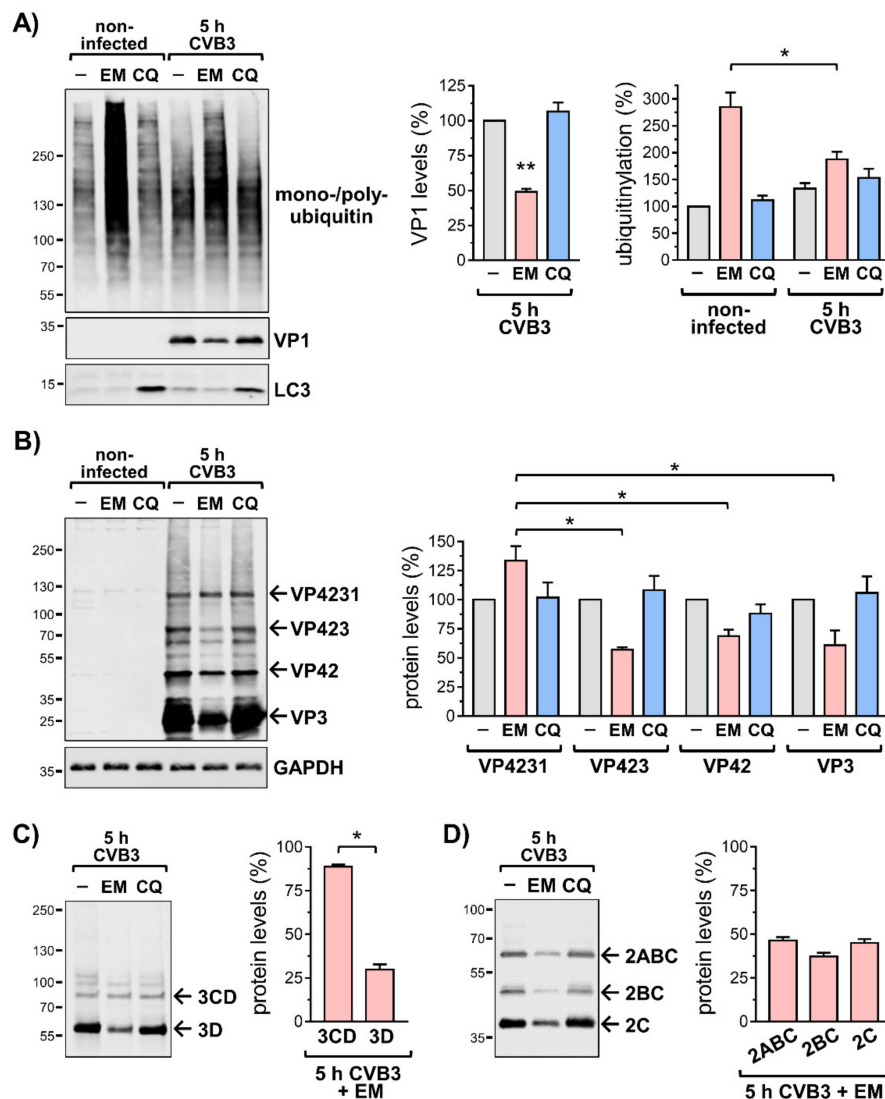 A)
non-
infected
5 h
CVB3
– EM CQ – EM CQ
250
130
100
70
55
mono-/poly-
ubiquitin
35
VP1
15
LC3
VP1 levels (%)
125
100
75
50
25
0
**
– EM CQ
5 h
CVB3
ubiquitinylation (%)
300
250
200
150
100
50
0
*
– EM CQ – EM CQ
non-
infected
5 h
CVB3
B)
non-
infected
5 h
CVB3
– EM CQ – EM CQ
250
130
100
70
55
35
25
←VP4231
←VP423
←VP42
←VP3
35
GAPDH
protein levels (%)
150
125
100
75
50
25
0
*
*
*
– EM CQ – EM CQ – EM CQ – EM CQ
VP4231 VP423 VP42 VP3
C)
5 h
CVB3
– EM CQ
250
130
100
70
55
← 3CD
← 3D
protein levels (%)
100
75
50
25
0
*
3CD 3D
5 h CVB3
+ EM
D)
5 h
CVB3
– EM CQ
100
70
55
35
← 2ABC
← 2BC
← 2C
protein levels (%)
100
75
50
25
0
2ABC 2BC 2C
5 h CVB3 + EM